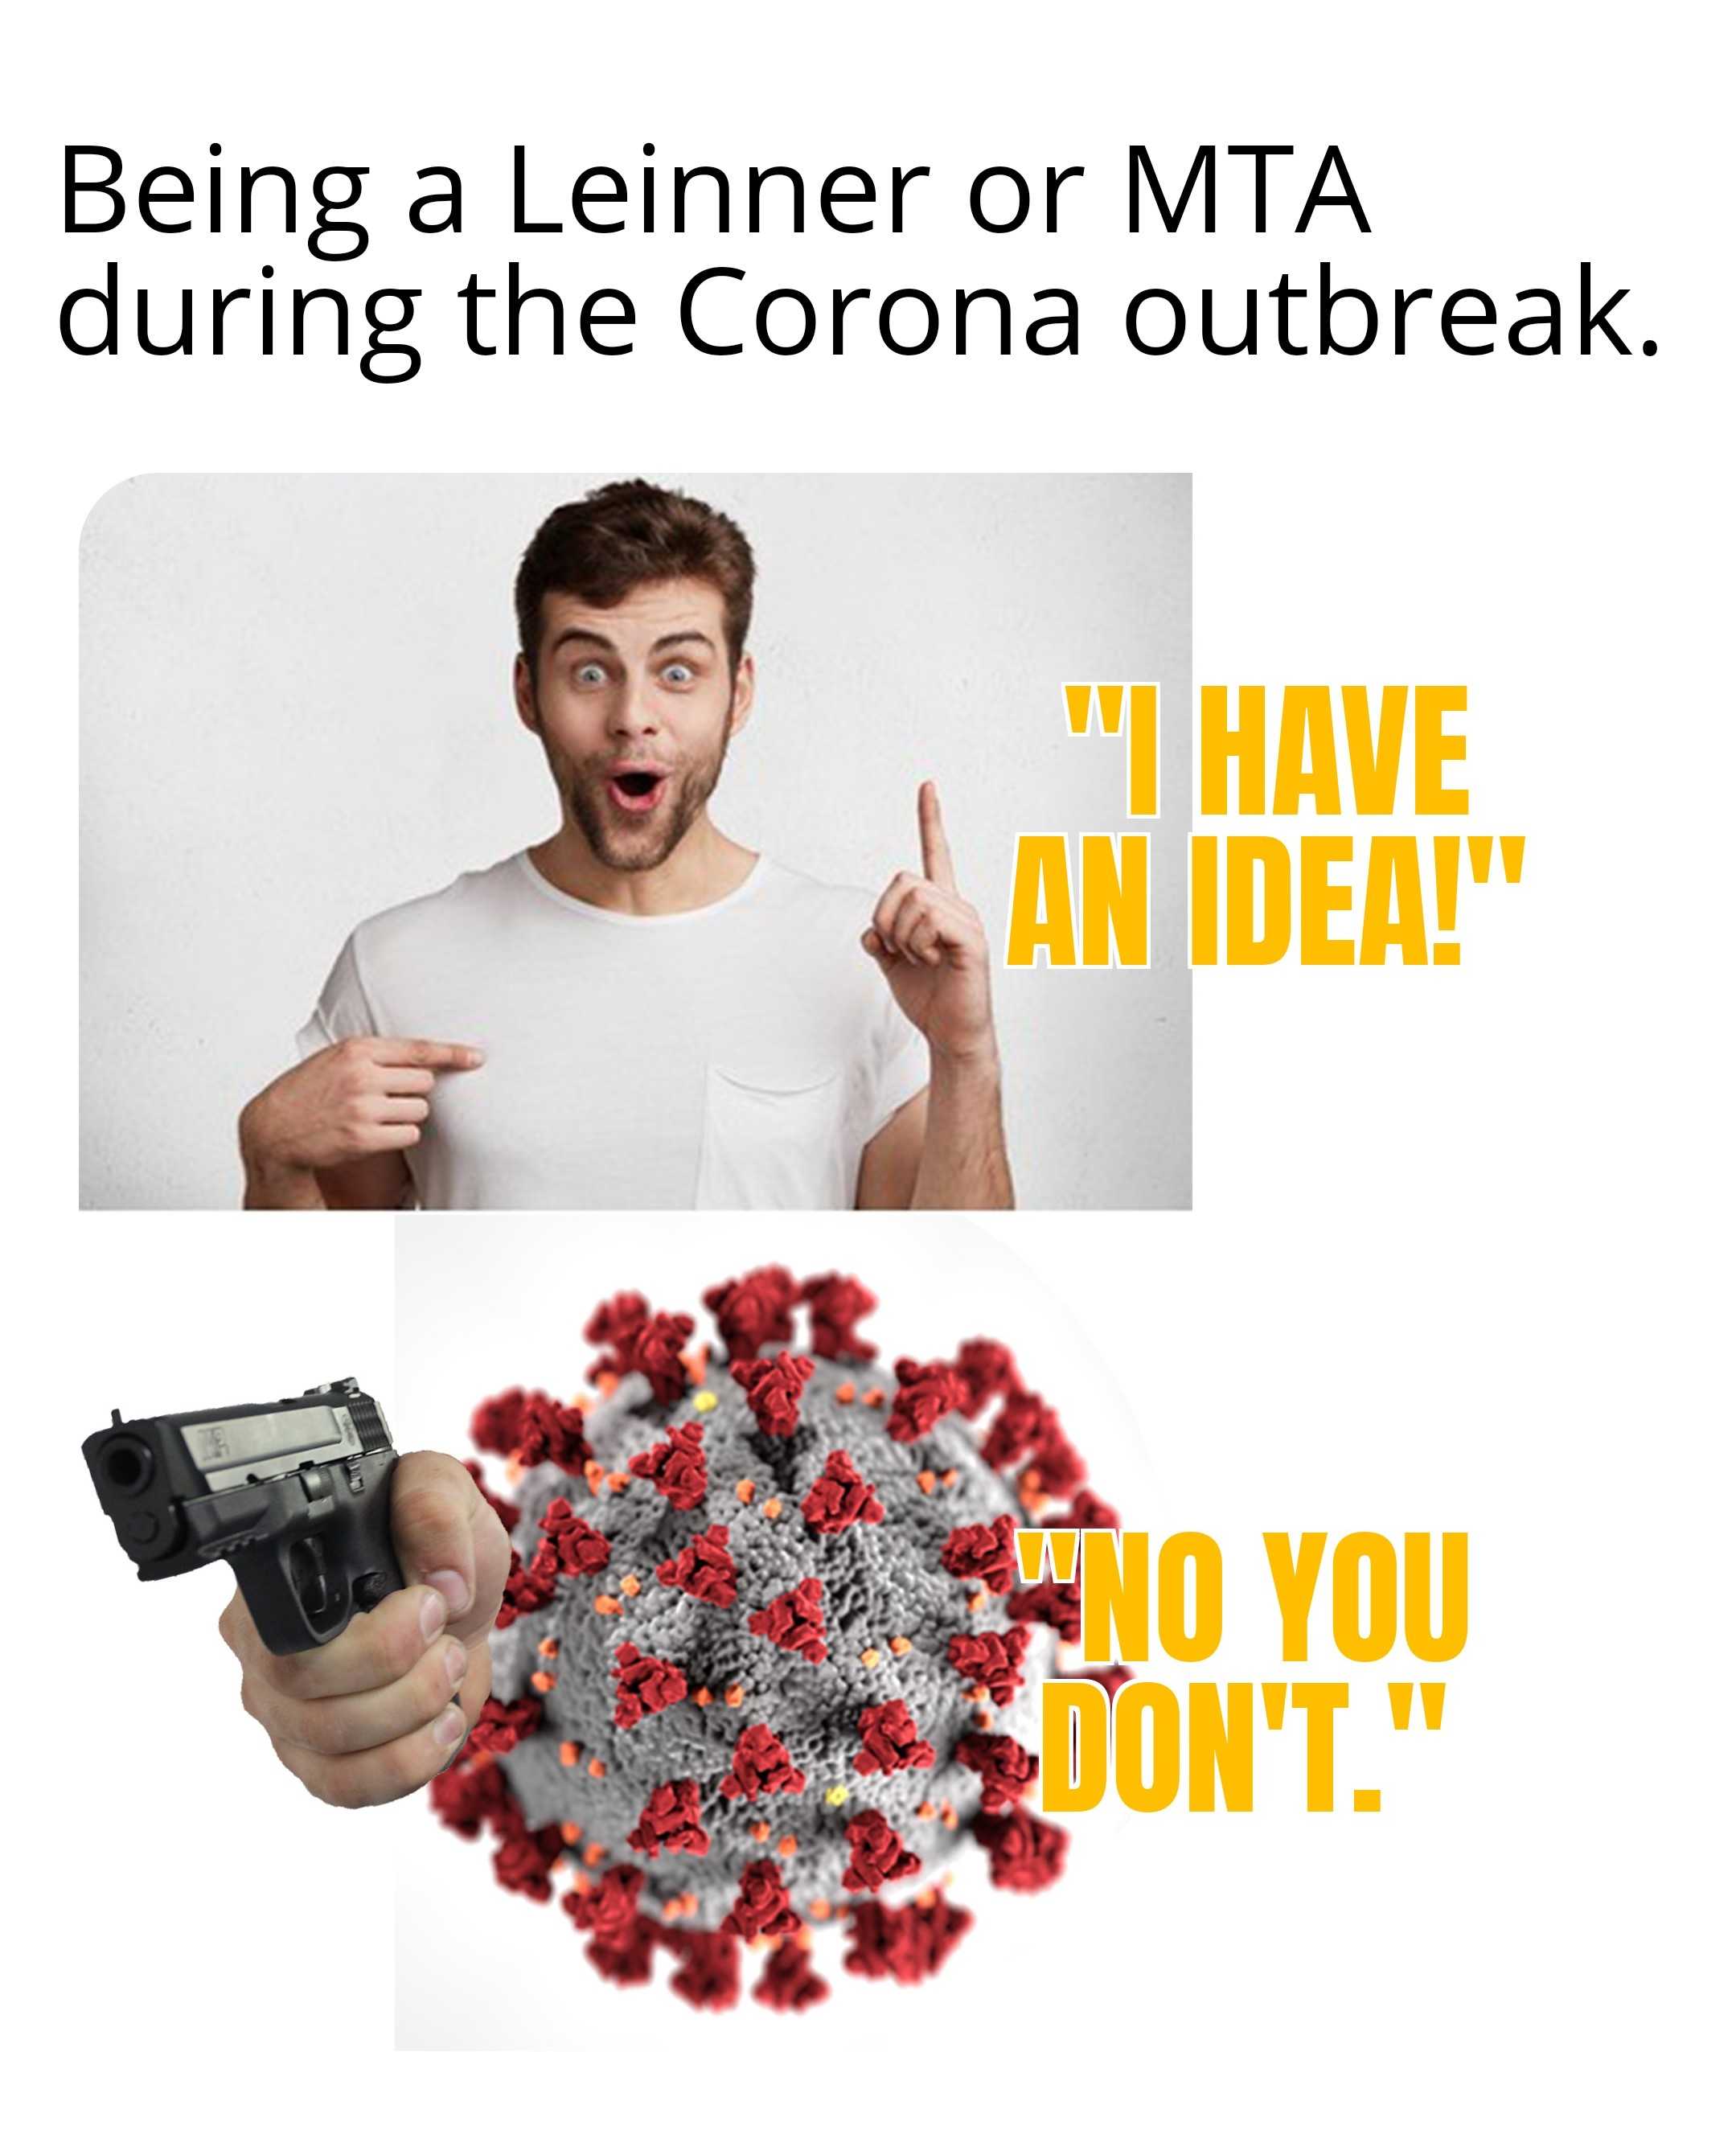 Being a Leinner or MTA
during the Corona outbreak.
"I HAVE
AN IDEA!"
"NO YOU
DON'T."